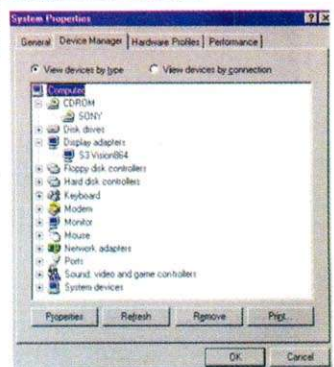 System Properties
General Device Manager Hardware Profiles Performance
View devices by type View devices by connection
Computer
CDROM
SONY
Disk drives
Display adapters
S3 Vision864
Floppy disk controllers
Hard disk controllers
Keyboard
Modem
Monitor
Mouse
Network adapters
Ports
Sound, video and game controllers
System devices
Properties Refresh Remove Print...
OK Cancel